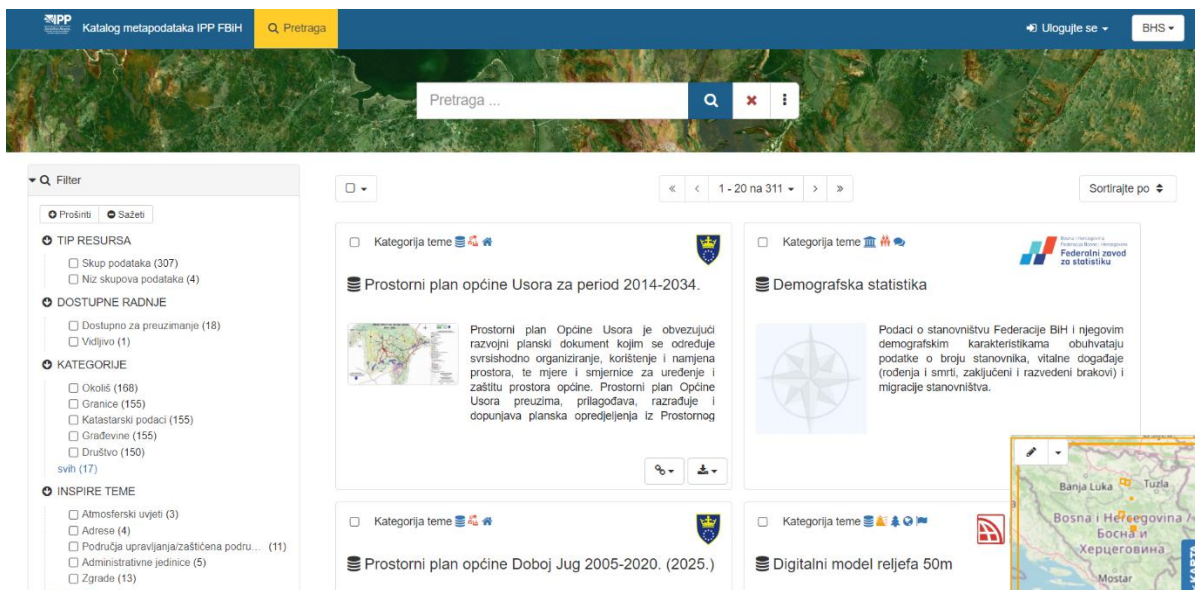 IPP
Katalog metapodataka IPP FBiH
Pretraga
Ulogujte se
BHS
Pretraga ...
Filter
1 - 20 na 311
Sortirajte po
Proširiti
Sažeti
TIP RESURSA
Skup podataka (307)
Niz skupova podataka (4)
DOSTUPNE RADNJE
Dostupno za preuzimanje (18)
Vidljivo (1)
KATEGORIJE
Okoliš (168)
Granice (155)
Katastarski podaci (155)
Građevine (155)
Društvo (150)
svih (17)
INSPIRE TEME
Atmosferski uvjeti (3)
Adrese (4)
Područja upravljanja/zaštićena podru... (11)
Administrativne jedinice (5)
Zgrade (13)
Kategorija teme
Prostorni plan općine Usora za period 2014-2034.
Prostorni plan Općine Usora je obvezujući
razvojni planski dokument kojim se određuje
svrsishodno organiziranje, korištenje i namjena
prostora, te mjere i smjernice za uređenje i
zaštitu prostora općine. Prostorni plan Općine
Usora preuzima, prilagođava, razrađuje i
dopunjava planska opredjeljenja iz Prostornog
Kategorija teme
Federalni zavod
za statistiku
Demografska statistika
Podaci o stanovništvu Federacije BiH i njegovim
demografskim karakteristikama obuhvataju
podatke o broju stanovnika, vitalne događaje
(rođenja i smrti, zaključeni i razvedeni brakovi) i
migracije stanovništva.
Kategorija teme
Prostorni plan općine Doboj Jug 2005-2020. (2025.)
Kategorija teme
Digitalni model reljefa 50m
Banja Luka
Tuzla
Bosna i Hercegovina /
Босна и
Херцеговина
Mostar
KARTA